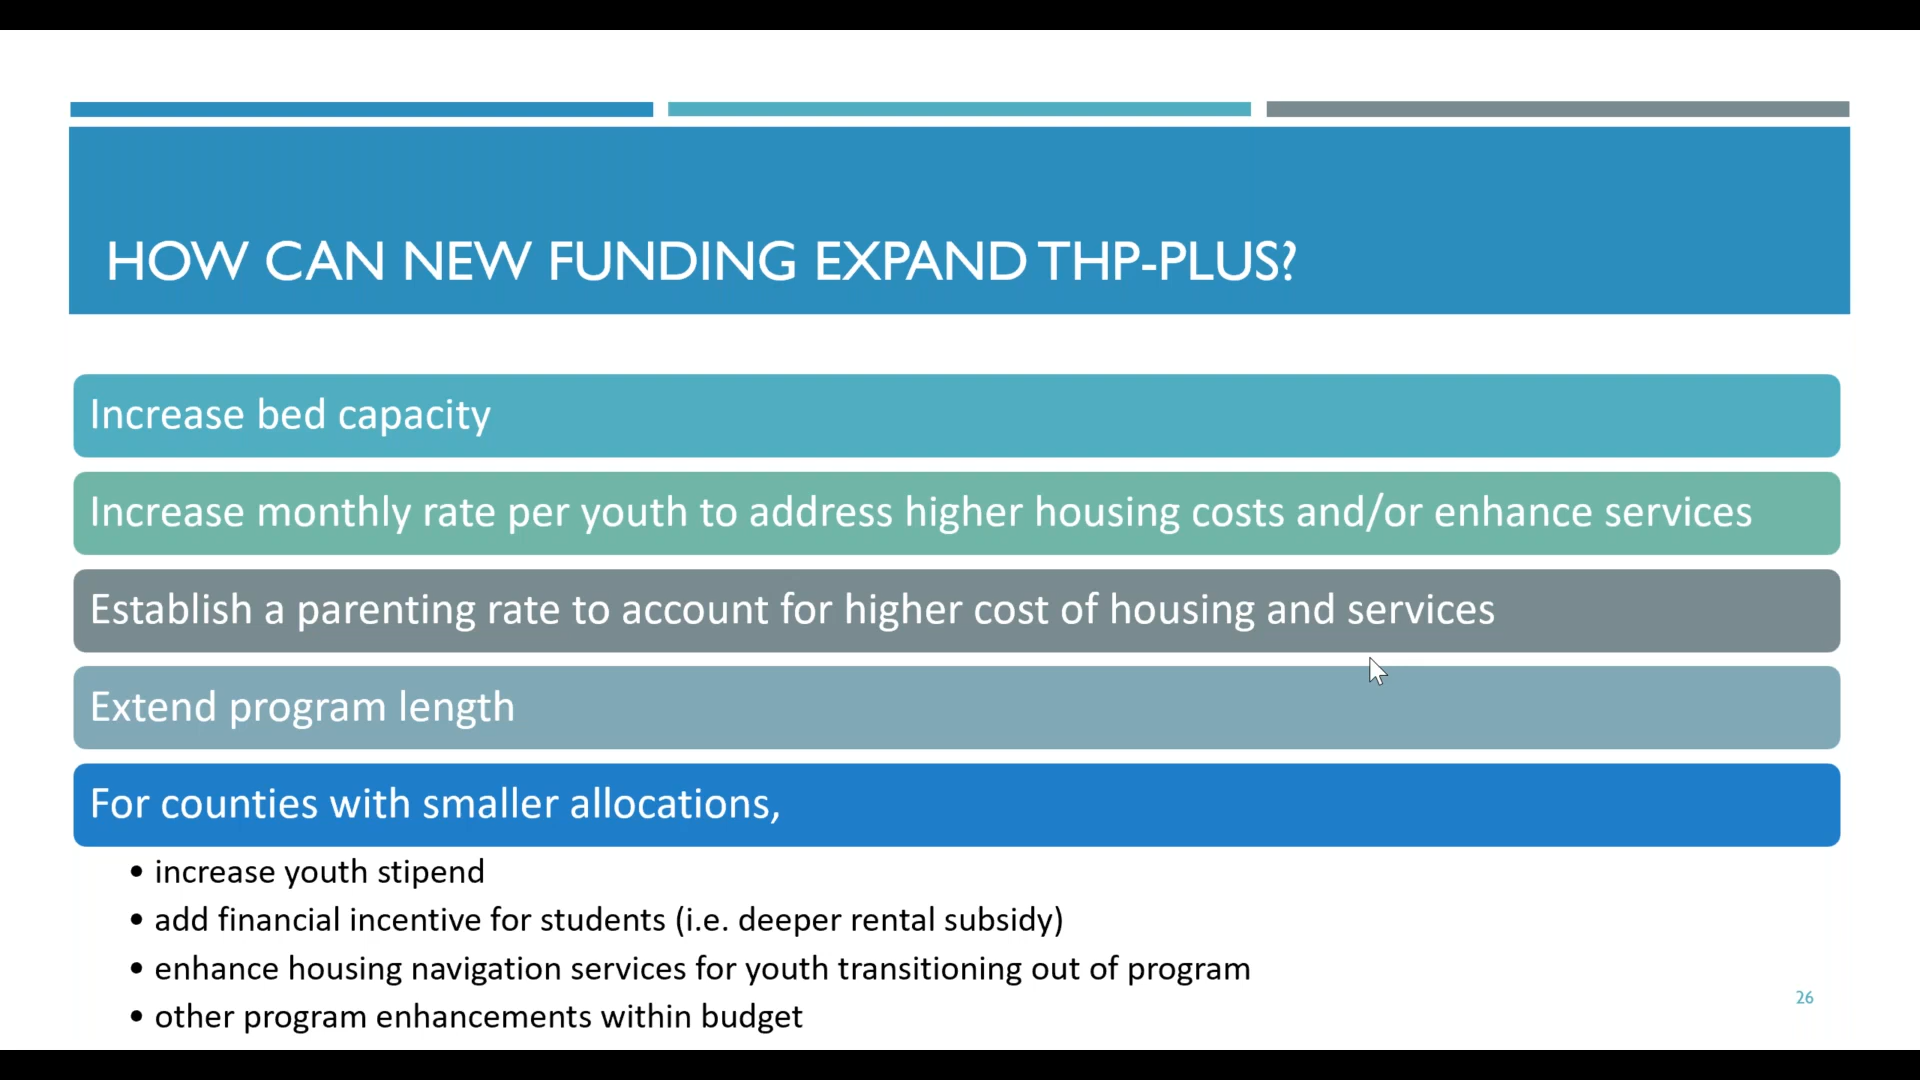 HOW CAN NEW FUNDING EXPAND THP-PLUS?
Increase bed capacity
Increase monthly rate per youth to address higher housing costs and/or enhance services
Establish a parenting rate to account for higher cost of housing and services
Extend program length
For counties with smaller allocations,
• increase youth stipend
• add financial incentive for students (i.e. deeper rental subsidy)
• enhance housing navigation services for youth transitioning out of program
• other program enhancements within budget
26